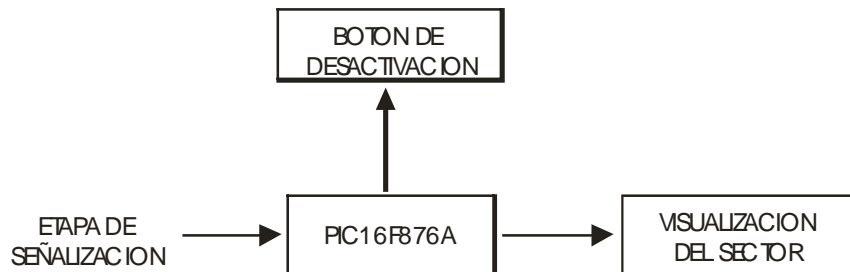 BOTON DE
DESACTIVACION
ETAPA DE
SEÑALIZACION
PIC16F876A
VISUALIZACION
DEL SECTOR